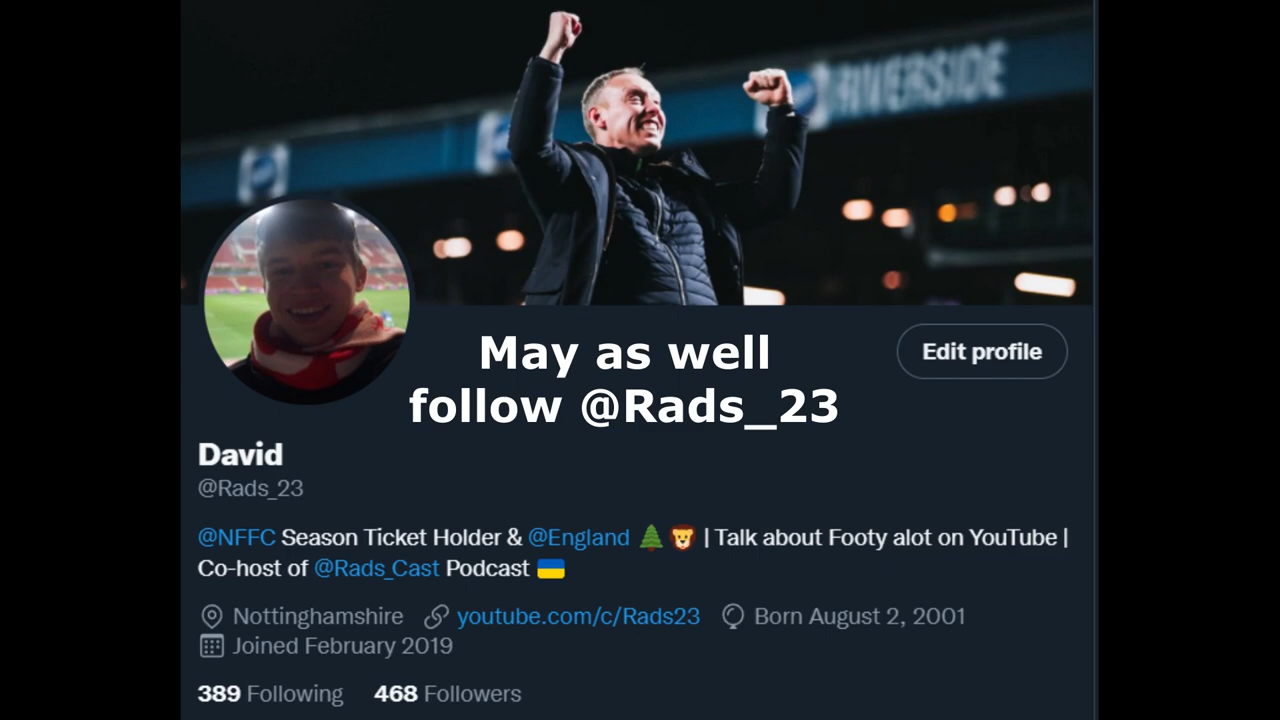 RIVERSIDE
May as well
follow @Rads_23
Edit profile
David
@Rads_23
@NFFC Season Ticket Holder & @England 🌲🦁 | Talk about Footy alot on YouTube |
Co-host of @Rads_Cast Podcast 🇺🇦
Nottinghamshire youtube.com/c/Rads23 Born August 2, 2001
Joined February 2019
389 Following 468 Followers